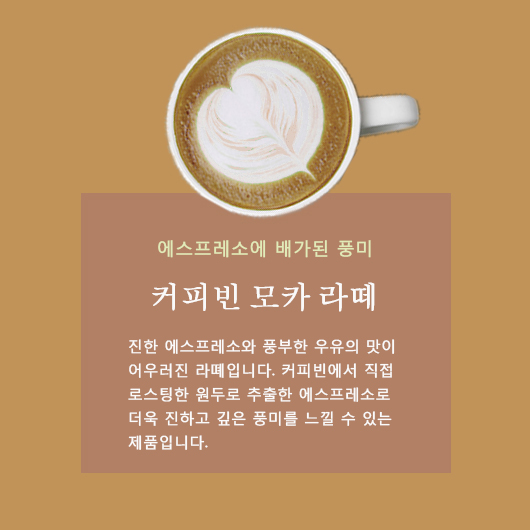 에스프레소에 배가된 풍미
커피빈 모카 라떼
진한 에스프레소와 풍부한 우유의 맛이
어우러진 라떼입니다. 커피빈에서 직접
로스팅한 원두로 추출한 에스프레소로
더욱 진하고 깊은 풍미를 느낄 수 있는
제품입니다.